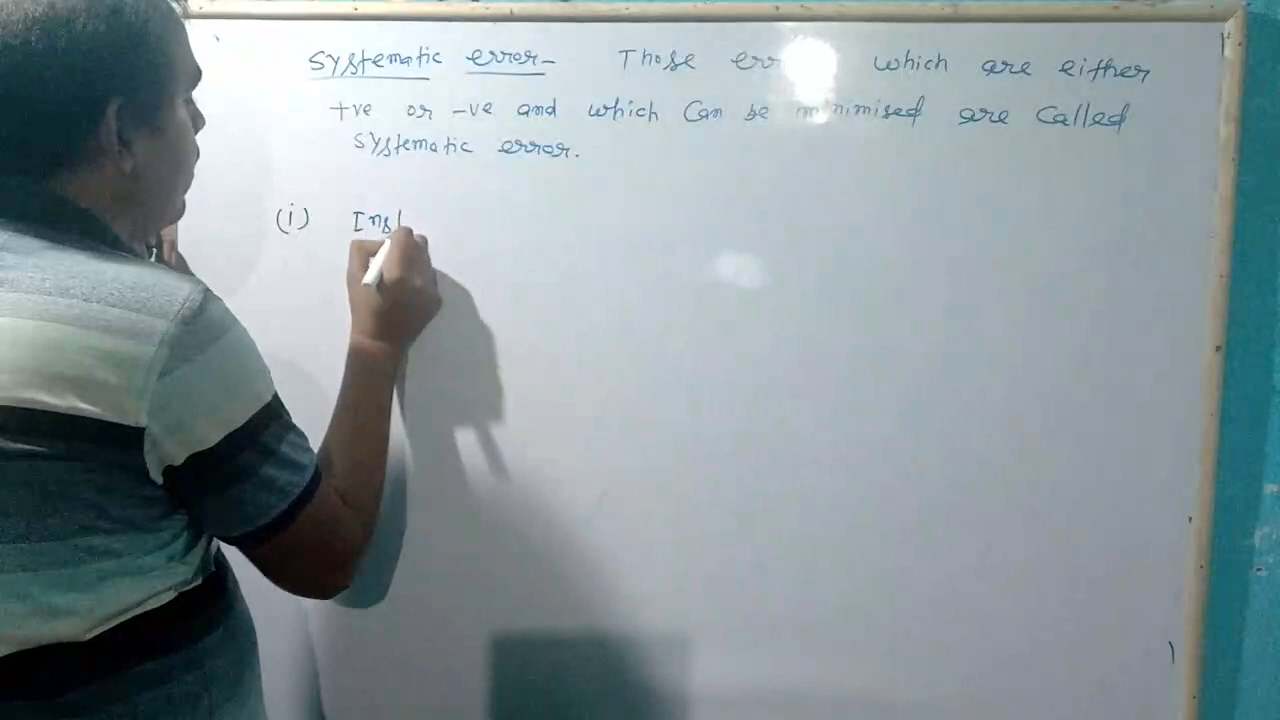 Systematic error- Those which are either
+ve or -ve and which Can be minimised are Called
Systematic error.
(i) Inst